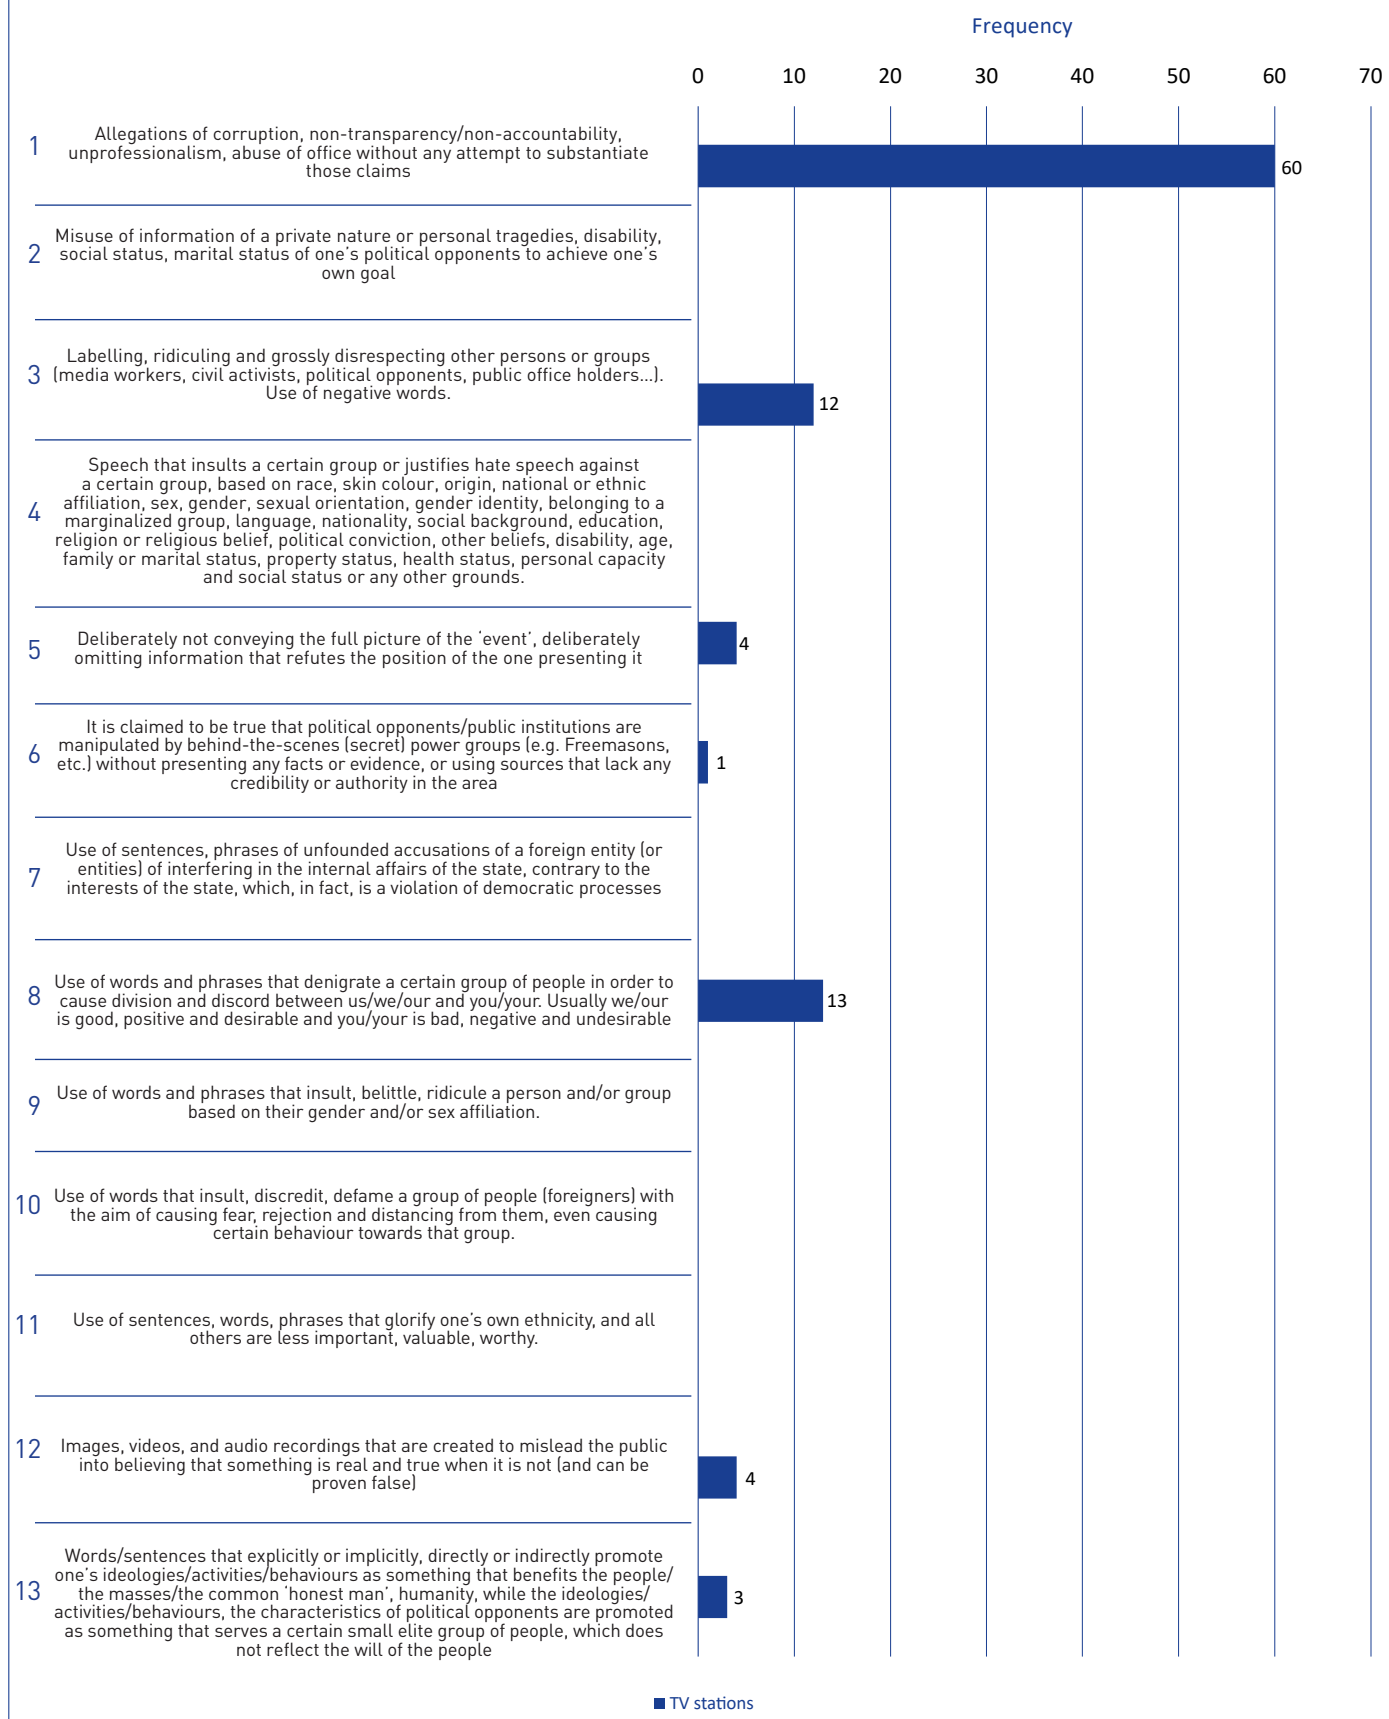 Frequency
0 10 20 30 40 50 60 70
1
Allegations of corruption, non-transparency/non-accountability,
unprofessionalism, abuse of office without any attempt to substantiate
those claims
60
2
Misuse of information of a private nature or personal tragedies, disability,
social status, marital status of one's political opponents to achieve one's
own goal
3
Labelling, ridiculing and grossly disrespecting other persons or groups
(media workers, civil activists, political opponents, public office holders...).
Use of negative words.
12
4
Speech that insults a certain group or justifies hate speech against
a certain group, based on race, skin colour, origin, national or ethnic
affiliation, sex, gender, sexual orientation, gender identity, belonging to a
marginalized group, language, nationality, social background, education,
religion or religious belief, political conviction, other beliefs, disability, age,
family or marital status, property status, health status, personal capacity
and social status or any other grounds.
5
Deliberately not conveying the full picture of the 'event', deliberately
omitting information that refutes the position of the one presenting it
4
6
It is claimed to be true that political opponents/public institutions are
manipulated by behind-the-scenes (secret) power groups (e.g. Freemasons,
etc.) without presenting any facts or evidence, or using sources that lack any
credibility or authority in the area
1
7
Use of sentences, phrases of unfounded accusations of a foreign entity (or
entities) of interfering in the internal affairs of the state, contrary to the
interests of the state, which, in fact, is a violation of democratic processes
8
Use of words and phrases that denigrate a certain group of people in order to
cause division and discord between us/we/our and you/your. Usually we/our
is good, positive and desirable and you/your is bad, negative and undesirable
13
9
Use of words and phrases that insult, belittle, ridicule a person and/or group
based on their gender and/or sex affiliation.
10
Use of words that insult, discredit, defame a group of people (foreigners) with
the aim of causing fear, rejection and distancing from them, even causing
certain behaviour towards that group.
11
Use of sentences, words, phrases that glorify one's own ethnicity, and all
others are less important, valuable, worthy.
12
Images, videos, and audio recordings that are created to mislead the public
into believing that something is real and true when it is not (and can be
proven false)
4
13
Words/sentences that explicitly or implicitly, directly or indirectly promote
one's ideologies/activities/behaviours as something that benefits the people/
the masses/the common 'honest man', humanity, while the ideologies/
activities/behaviours, the characteristics of political opponents are promoted
as something that serves a certain small elite group of people, which does
not reflect the will of the people
3
TV stations